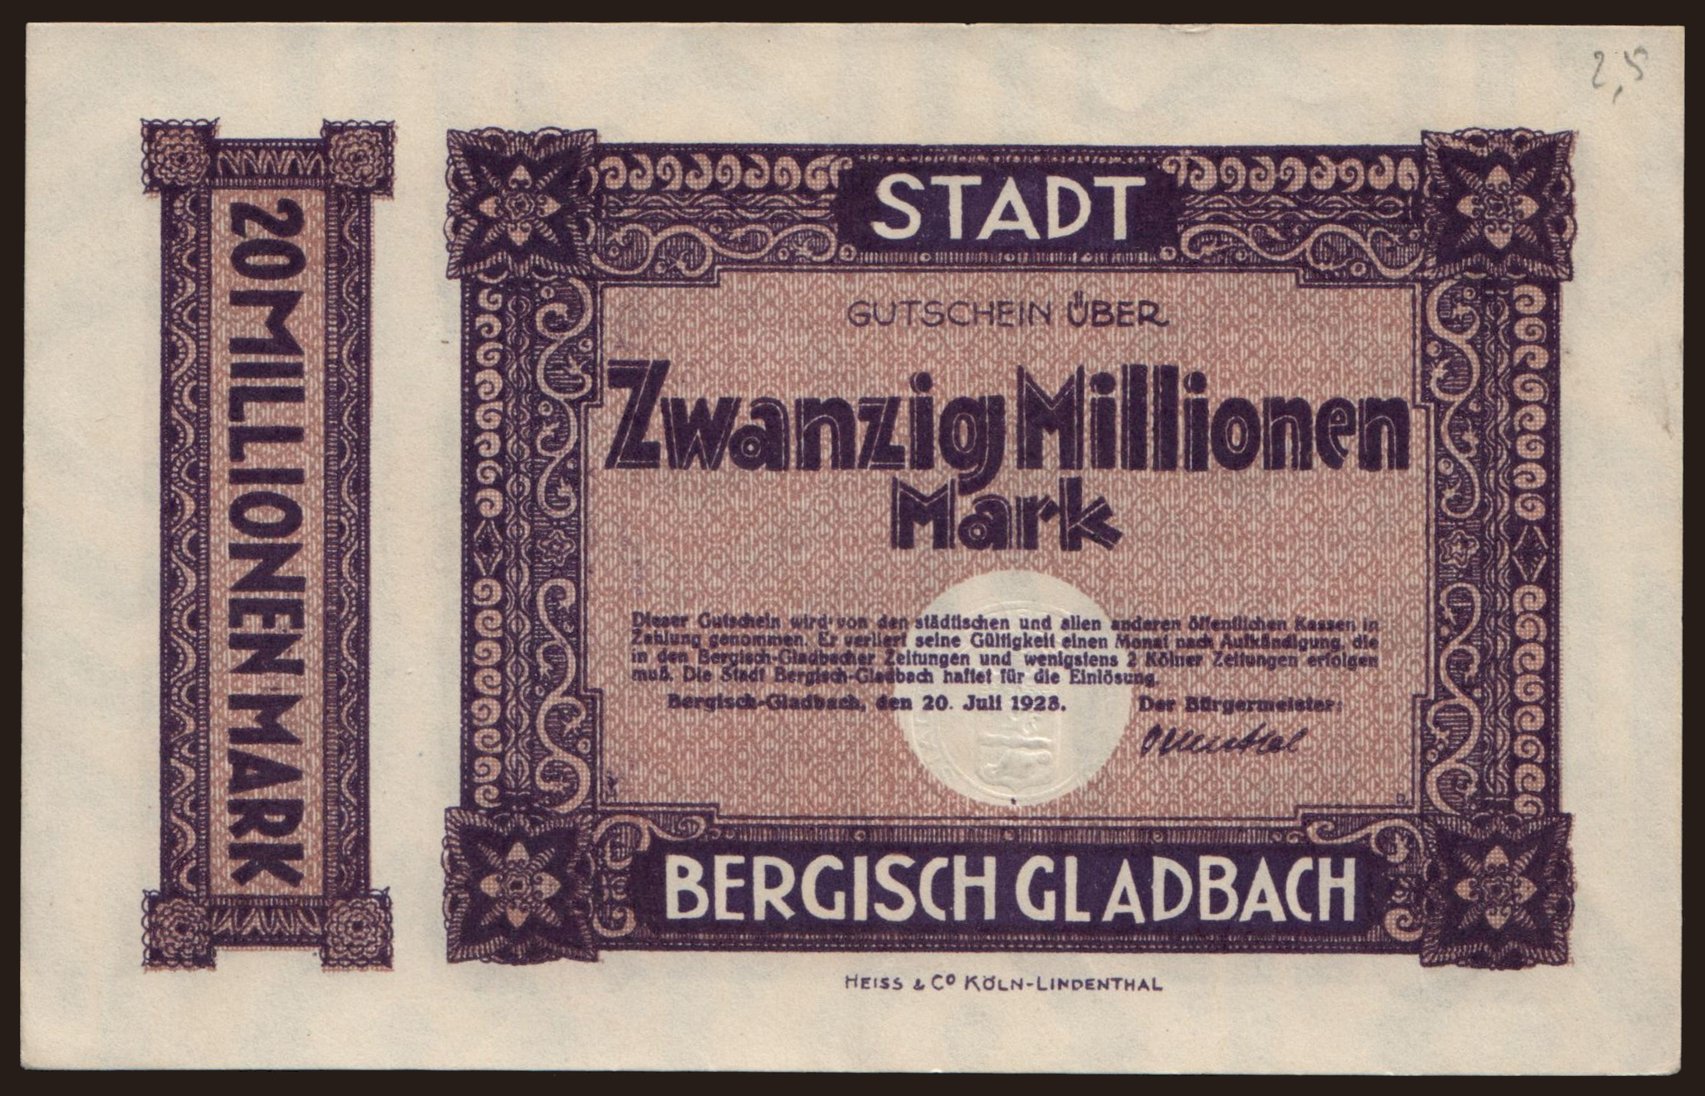 2,5
20 MILLIONEN MARK
STADT
GUTSCHEIN ÜBER
Zwanzig Millionen
Mark
Dieser Gutschein wird von den städtischen und allen anderen öffentlichen Kassen in
Zahlung genommen. Er verliert seine Gültigkeit einen Monat nach Aufkündigung, die
in den Bergisch-Gladbacher Zeitungen und wenigstens 2 Kölner Zeitungen erfolgen
muß. Die Stadt Bergisch-Gladbach haftet für die Einlösung.
Bergisch-Gladbach, den 20. Juli 1923. Der Bürgermeister:
BERGISCH GLADBACH
HEISS & Cº KÖLN-LINDENTHAL